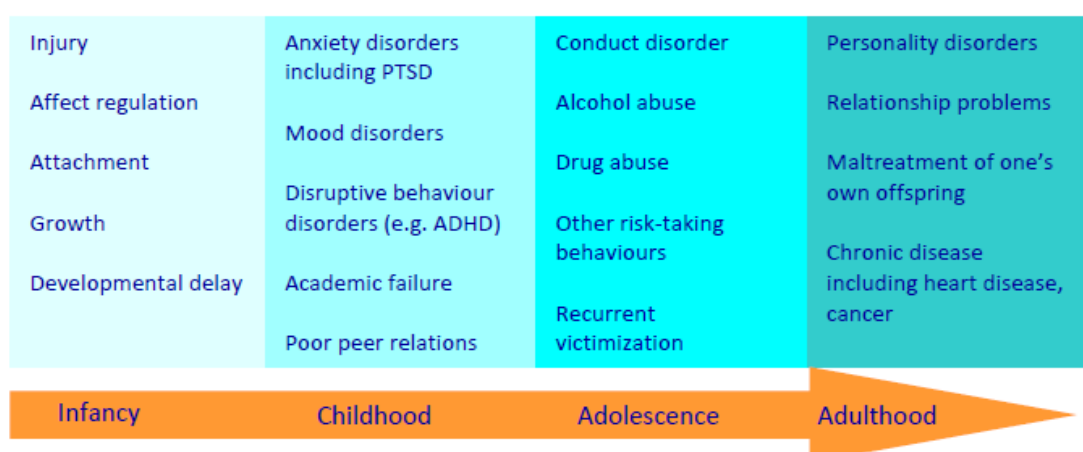 Injury
Affect regulation
Attachment
Growth
Developmental delay
Anxiety disorders
including PTSD
Mood disorders
Disruptive behaviour
disorders (e.g. ADHD)
Academic failure
Poor peer relations
Conduct disorder
Alcohol abuse
Drug abuse
Other risk-taking
behaviours
Recurrent
victimization
Personality disorders
Relationship problems
Maltreatment of one's
own offspring
Chronic disease
including heart disease,
cancer
Infancy
Childhood
Adolescence
Adulthood